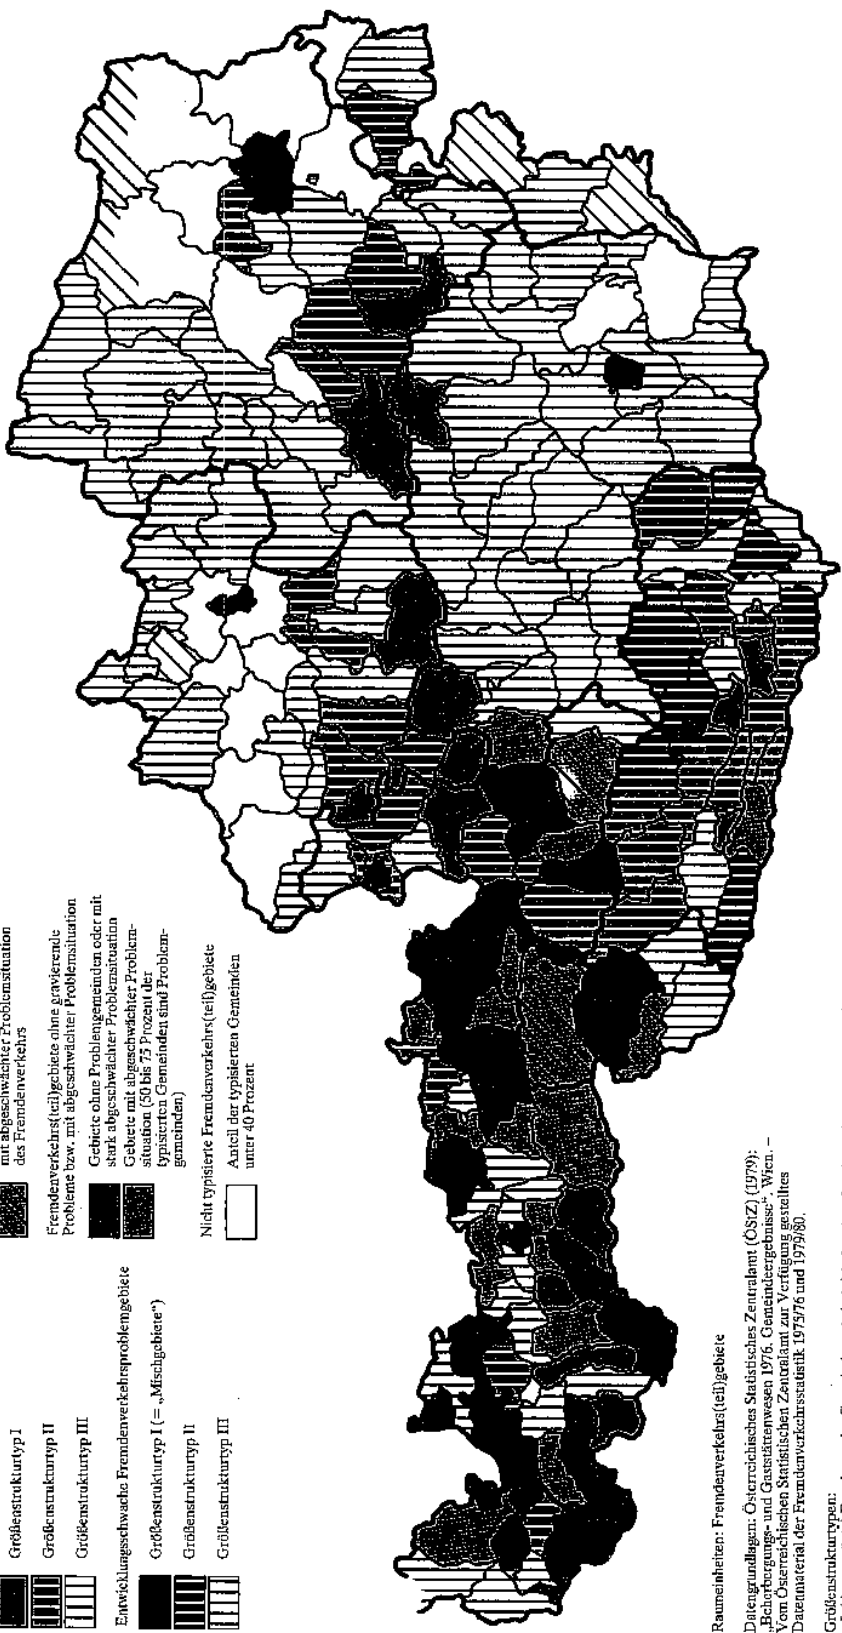 Größenstrukturtyp I
Größenstrukturtyp II
Größenstrukturtyp III
Entwicklungsschwache Fremdenverkehrsproblemgebiete
Größenstrukturtyp I (= „Mischgebiete“)
Größenstrukturtyp II
Größenstrukturtyp III
mit abgeschwächter Problemsituation
des Fremdenverkehrs
Fremdenverkehrs(teil)gebiete ohne gravierende
Probleme bzw. mit abgeschwächter Problemsituation
Gebiete ohne Problemgemeinden oder mit
stark abgeschwächter Problemsituation
Gebiete mit abgeschwächter Problem-
situation (50 bis 75 Prozent der
typisierten Gemeinden sind Problem-
gemeinden)
Nicht typisierte Fremdenverkehrs(teil)gebiete
Anteil der typisierten Gemeinden
unter 40 Prozent
Raumeinheiten: Fremdenverkehrs(teil)gebiete
Datengrundlagen: Österreichisches Statistisches Zentralamt (ÖStZ) (1979):
„Beherbergungs- und Gaststättenwesen 1976. Gemeindeergebnisse“, Wien. –
Vom Österreichischen Statistischen Zentralamt zur Verfügung gestelltes
Datenmaterial der Fremdenverkehrsstatistik 1975/76 und 1979/80.
Größenstrukturtypen: